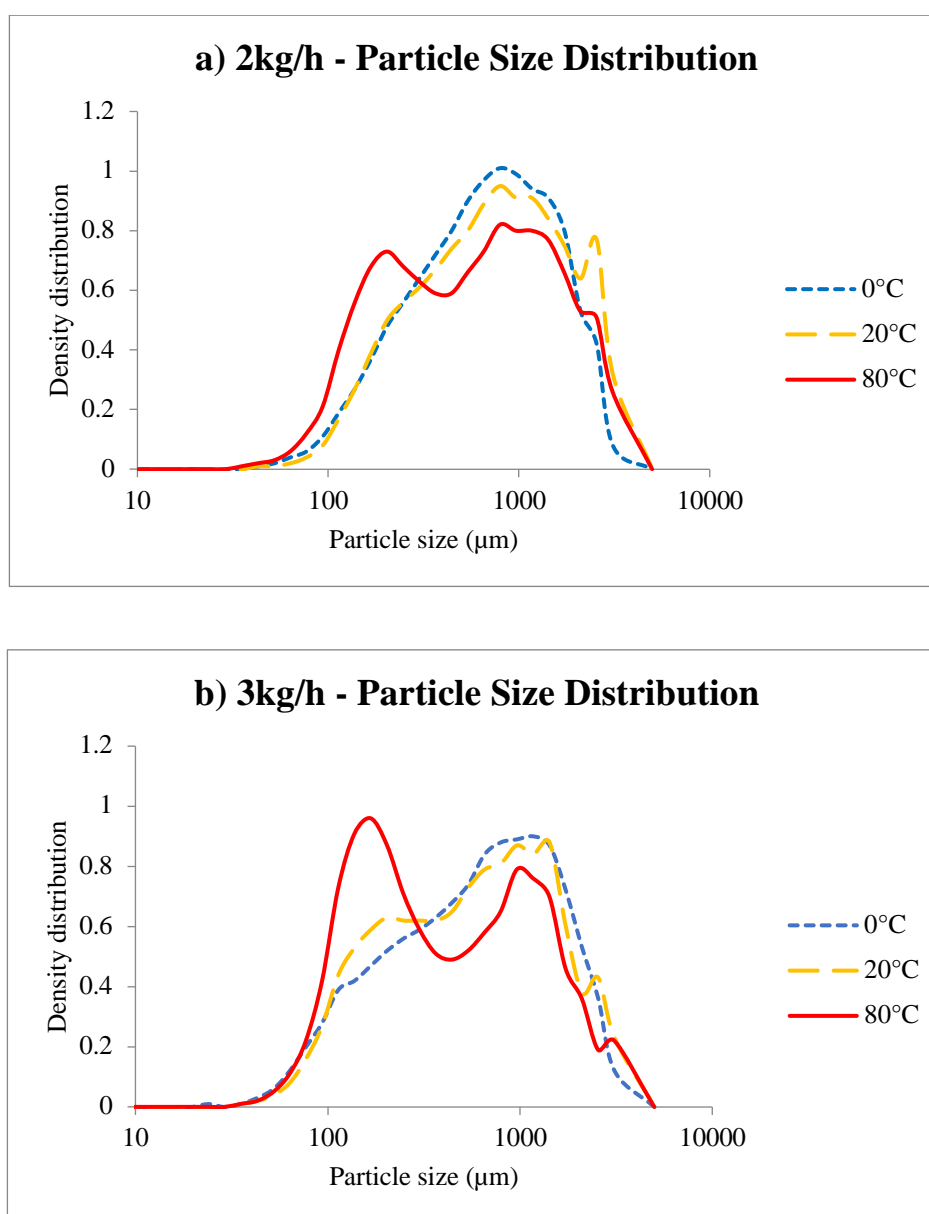 a) 2kg/h - Particle Size Distribution
1.2
1
0.8
0.6
0.4
0.2
0
Density distribution
10
100
1000
10000
Particle size (µm)
0°C
20°C
80°C
b) 3kg/h - Particle Size Distribution
1.2
1
0.8
0.6
0.4
0.2
0
Density distribution
10
100
1000
10000
Particle size (µm)
0°C
20°C
80°C